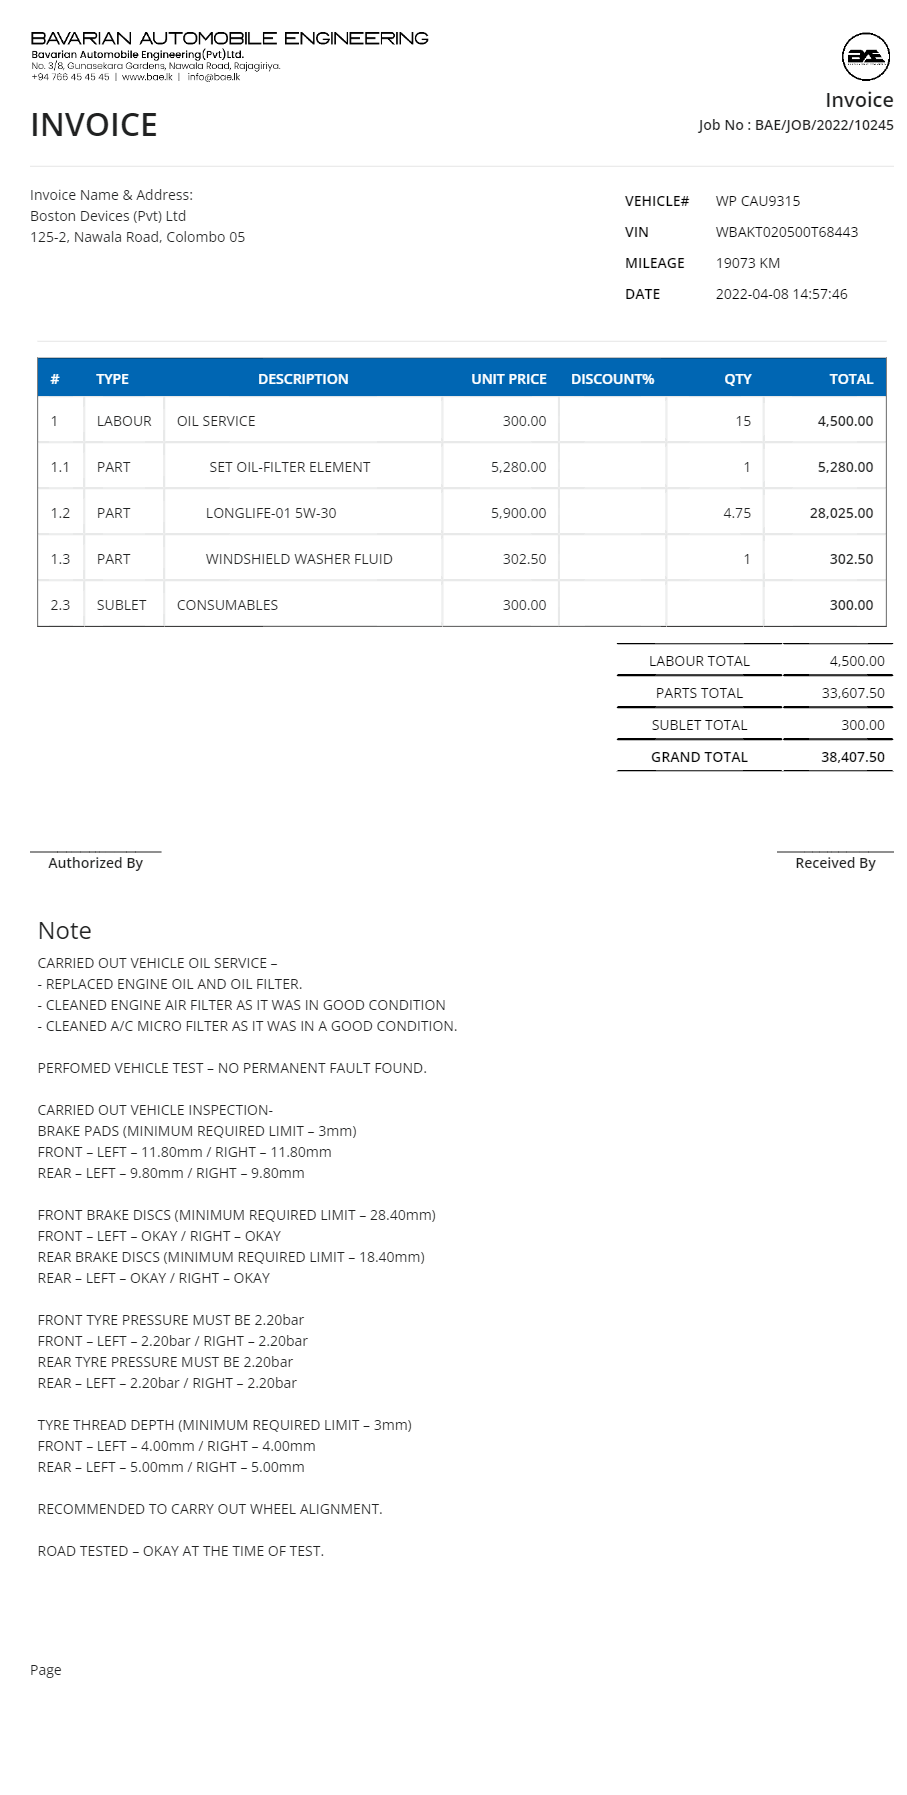 BAVARIAN AUTOMOBILE ENGINEERING
Bavarian Automobile Engineering(Pvt)Ltd.
No. 3/8, Gunasekara Gardens, Nawala Road, Rajagiriya.
+94 766 45 45 45 | www.bae.lk | info@bae.lk
BAE
Invoice
INVOICE
Job No : BAE/JOB/2022/10245
Invoice Name & Address:
Boston Devices (Pvt) Ltd
125-2, Nawala Road, Colombo 05
VEHICLE# WP CAU9315
VIN WBAKT020500T68443
MILEAGE 19073 KM
DATE 2022-04-08 14:57:46
# TYPE DESCRIPTION UNIT PRICE DISCOUNT% QTY TOTAL
1 LABOUR OIL SERVICE 300.00 15 4,500.00
1.1 PART SET OIL-FILTER ELEMENT 5,280.00 1 5,280.00
1.2 PART LONGLIFE-01 5W-30 5,900.00 4.75 28,025.00
1.3 PART WINDSHIELD WASHER FLUID 302.50 1 302.50
2.3 SUBLET CONSUMABLES 300.00 300.00
LABOUR TOTAL 4,500.00
PARTS TOTAL 33,607.50
SUBLET TOTAL 300.00
GRAND TOTAL 38,407.50
Authorized By Received By
Note
CARRIED OUT VEHICLE OIL SERVICE –
- REPLACED ENGINE OIL AND OIL FILTER.
- CLEANED ENGINE AIR FILTER AS IT WAS IN GOOD CONDITION
- CLEANED A/C MICRO FILTER AS IT WAS IN A GOOD CONDITION.
PERFOMED VEHICLE TEST – NO PERMANENT FAULT FOUND.
CARRIED OUT VEHICLE INSPECTION-
BRAKE PADS (MINIMUM REQUIRED LIMIT – 3mm)
FRONT – LEFT – 11.80mm / RIGHT – 11.80mm
REAR – LEFT – 9.80mm / RIGHT – 9.80mm
FRONT BRAKE DISCS (MINIMUM REQUIRED LIMIT – 28.40mm)
FRONT – LEFT – OKAY / RIGHT – OKAY
REAR BRAKE DISCS (MINIMUM REQUIRED LIMIT – 18.40mm)
REAR – LEFT – OKAY / RIGHT – OKAY
FRONT TYRE PRESSURE MUST BE 2.20bar
FRONT – LEFT – 2.20bar / RIGHT – 2.20bar
REAR TYRE PRESSURE MUST BE 2.20bar
REAR – LEFT – 2.20bar / RIGHT – 2.20bar
TYRE THREAD DEPTH (MINIMUM REQUIRED LIMIT – 3mm)
FRONT – LEFT – 4.00mm / RIGHT – 4.00mm
REAR – LEFT – 5.00mm / RIGHT – 5.00mm
RECOMMENDED TO CARRY OUT WHEEL ALIGNMENT.
ROAD TESTED – OKAY AT THE TIME OF TEST.
Page